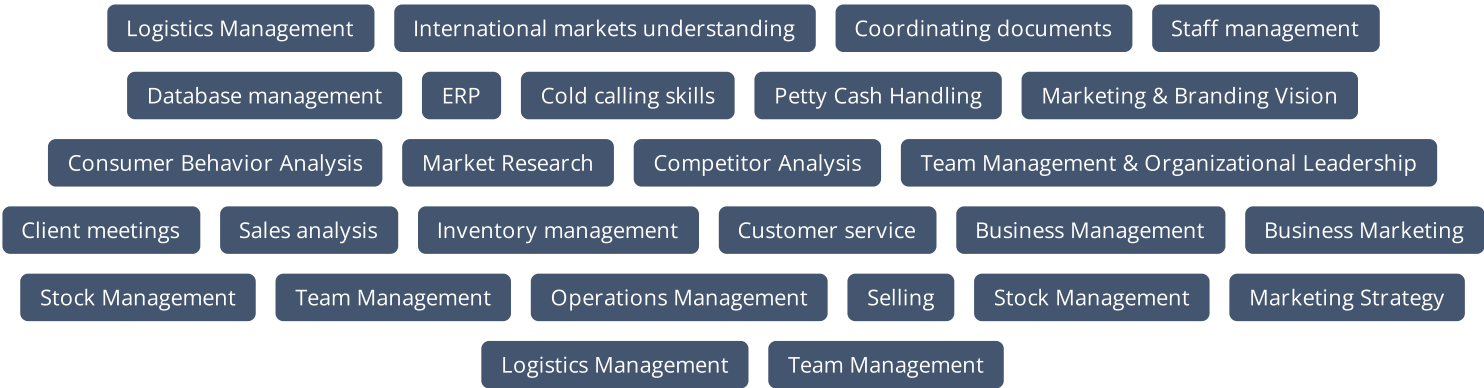 Logistics Management International markets understanding Coordinating documents Staff management
Database management ERP Cold calling skills Petty Cash Handling Marketing & Branding Vision
Consumer Behavior Analysis Market Research Competitor Analysis Team Management & Organizational Leadership
Client meetings Sales analysis Inventory management Customer service Business Management Business Marketing
Stock Management Team Management Operations Management Selling Stock Management Marketing Strategy
Logistics Management Team Management